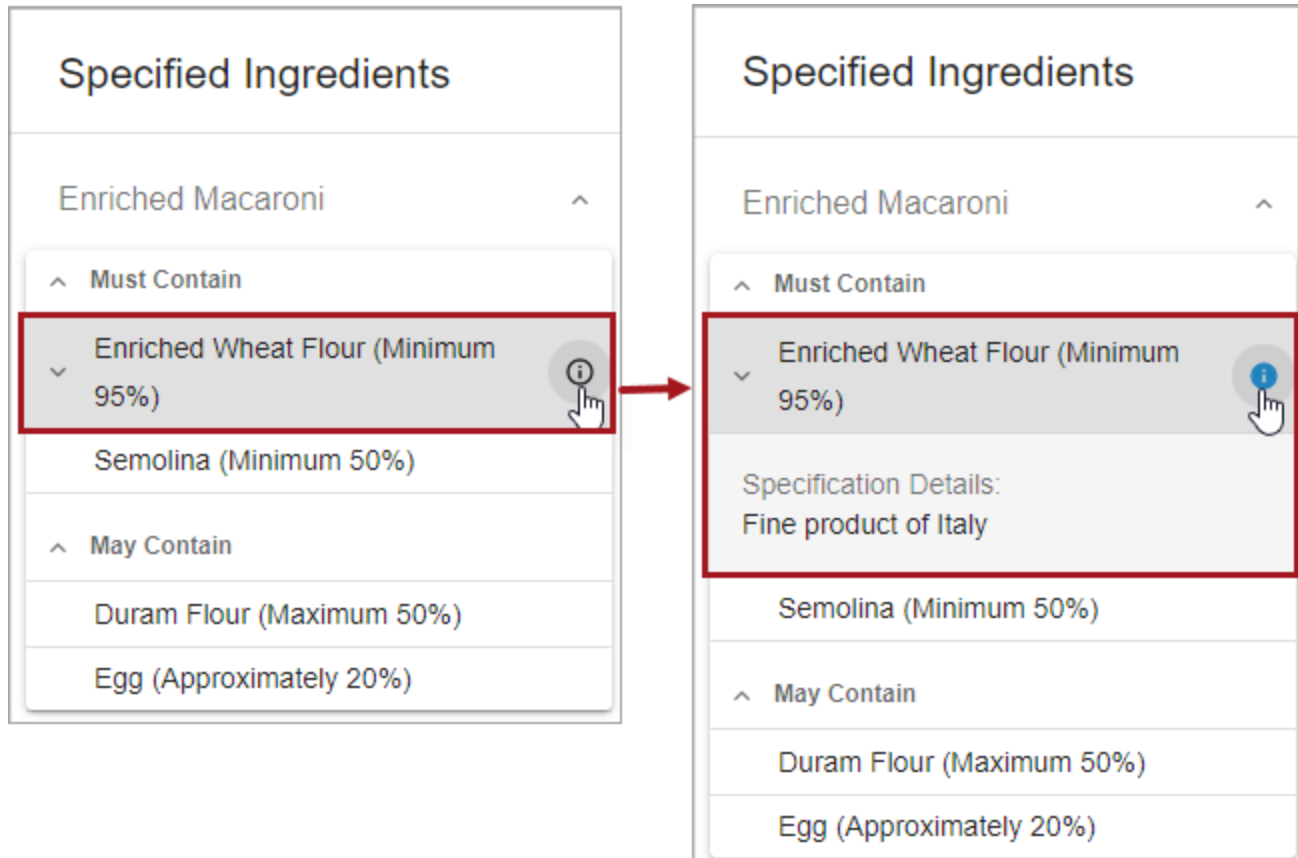 Specified Ingredients
Enriched Macaroni
Must Contain
Enriched Wheat Flour (Minimum
95%)
Semolina (Minimum 50%)
May Contain
Duram Flour (Maximum 50%)
Egg (Approximately 20%)
Specified Ingredients
Enriched Macaroni
Must Contain
Enriched Wheat Flour (Minimum
95%)
Specification Details:
Fine product of Italy
Semolina (Minimum 50%)
May Contain
Duram Flour (Maximum 50%)
Egg (Approximately 20%)